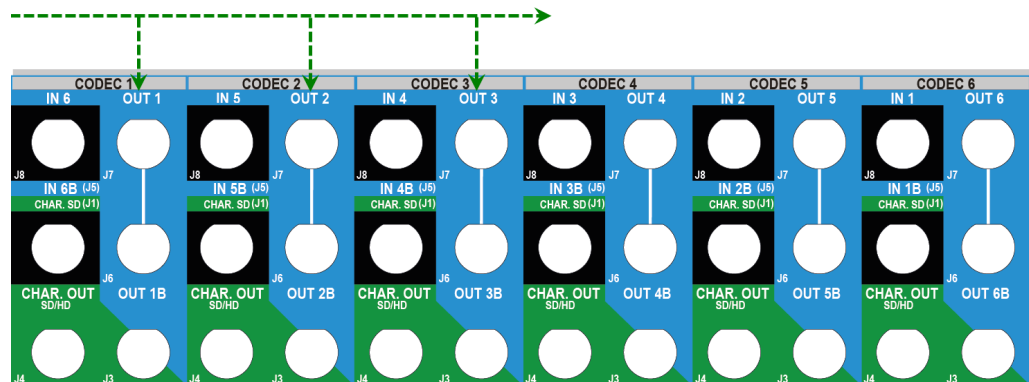 CODEC 1 CODEC 2 CODEC 3 CODEC 4 CODEC 5 CODEC 6
IN 6 OUT 1 IN 5 OUT 2 IN 4 OUT 3 IN 3 OUT 4 IN 2 OUT 5 IN 1 OUT 6
J8 J7 J8 J7 J8 J7 J8 J7 J8 J7 J8 J7
IN 6B (J5) IN 5B (J5) IN 4B (J5) IN 3B (J5) IN 2B (J5) IN 1B (J5)
CHAR. SD (J1) CHAR. SD (J1) CHAR. SD (J1) CHAR. SD (J1) CHAR. SD (J1) CHAR. SD (J1)
J6 J6 J6 J6 J6 J6
CHAR. OUT OUT 1B CHAR. OUT OUT 2B CHAR. OUT OUT 3B CHAR. OUT OUT 4B CHAR. OUT OUT 5B CHAR. OUT OUT 6B
SD/HD SD/HD SD/HD SD/HD SD/HD SD/HD
J4 J3 J4 J3 J4 J3 J4 J3 J4 J3 J4 J3